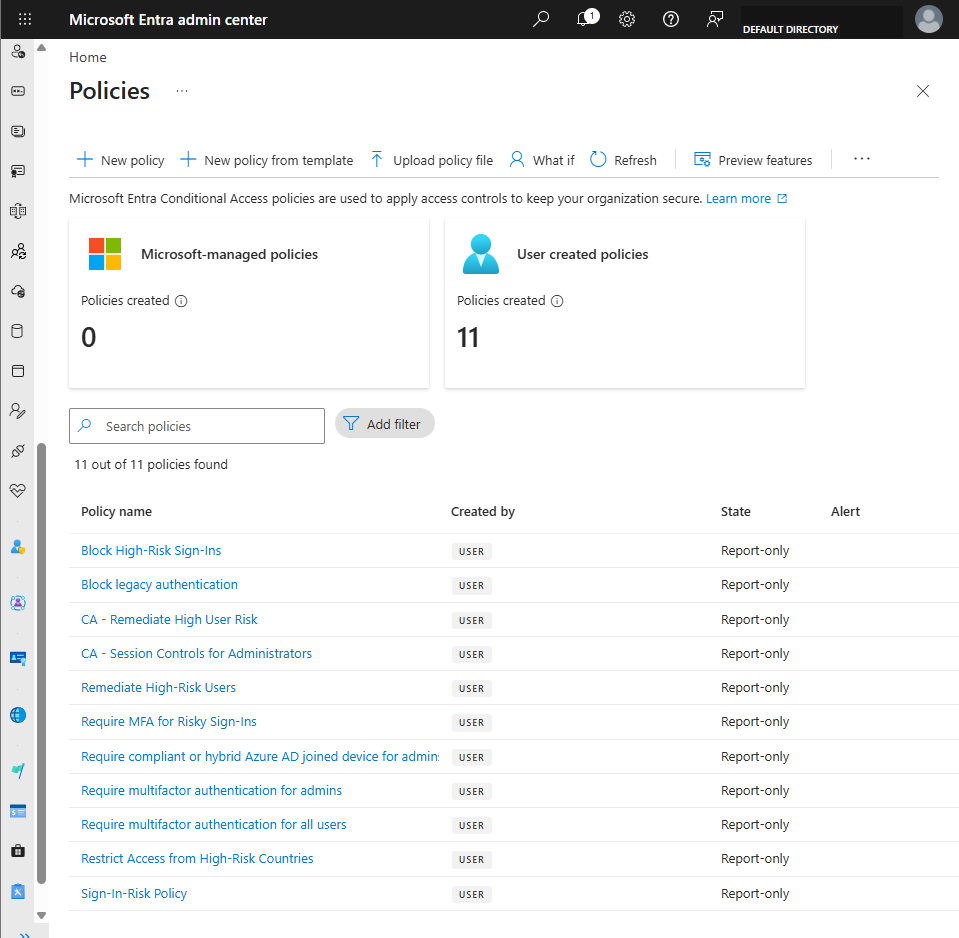 Microsoft Entra admin center
1
DEFAULT DIRECTORY
Home
Policies ...
New policy New policy from template Upload policy file What if Refresh Preview features ...
Microsoft Entra Conditional Access policies are used to apply access controls to keep your organization secure. Learn more
Microsoft-managed policies
Policies created
0
User created policies
Policies created
11
Search policies
Add filter
11 out of 11 policies found
Policy name Created by State Alert
Block High-Risk Sign-Ins USER Report-only
Block legacy authentication USER Report-only
CA - Remediate High User Risk USER Report-only
CA - Session Controls for Administrators USER Report-only
Remediate High-Risk Users USER Report-only
Require MFA for Risky Sign-Ins USER Report-only
Require compliant or hybrid Azure AD joined device for admins USER Report-only
Require multifactor authentication for admins USER Report-only
Require multifactor authentication for all users USER Report-only
Restrict Access from High-Risk Countries USER Report-only
Sign-In-Risk Policy USER Report-only